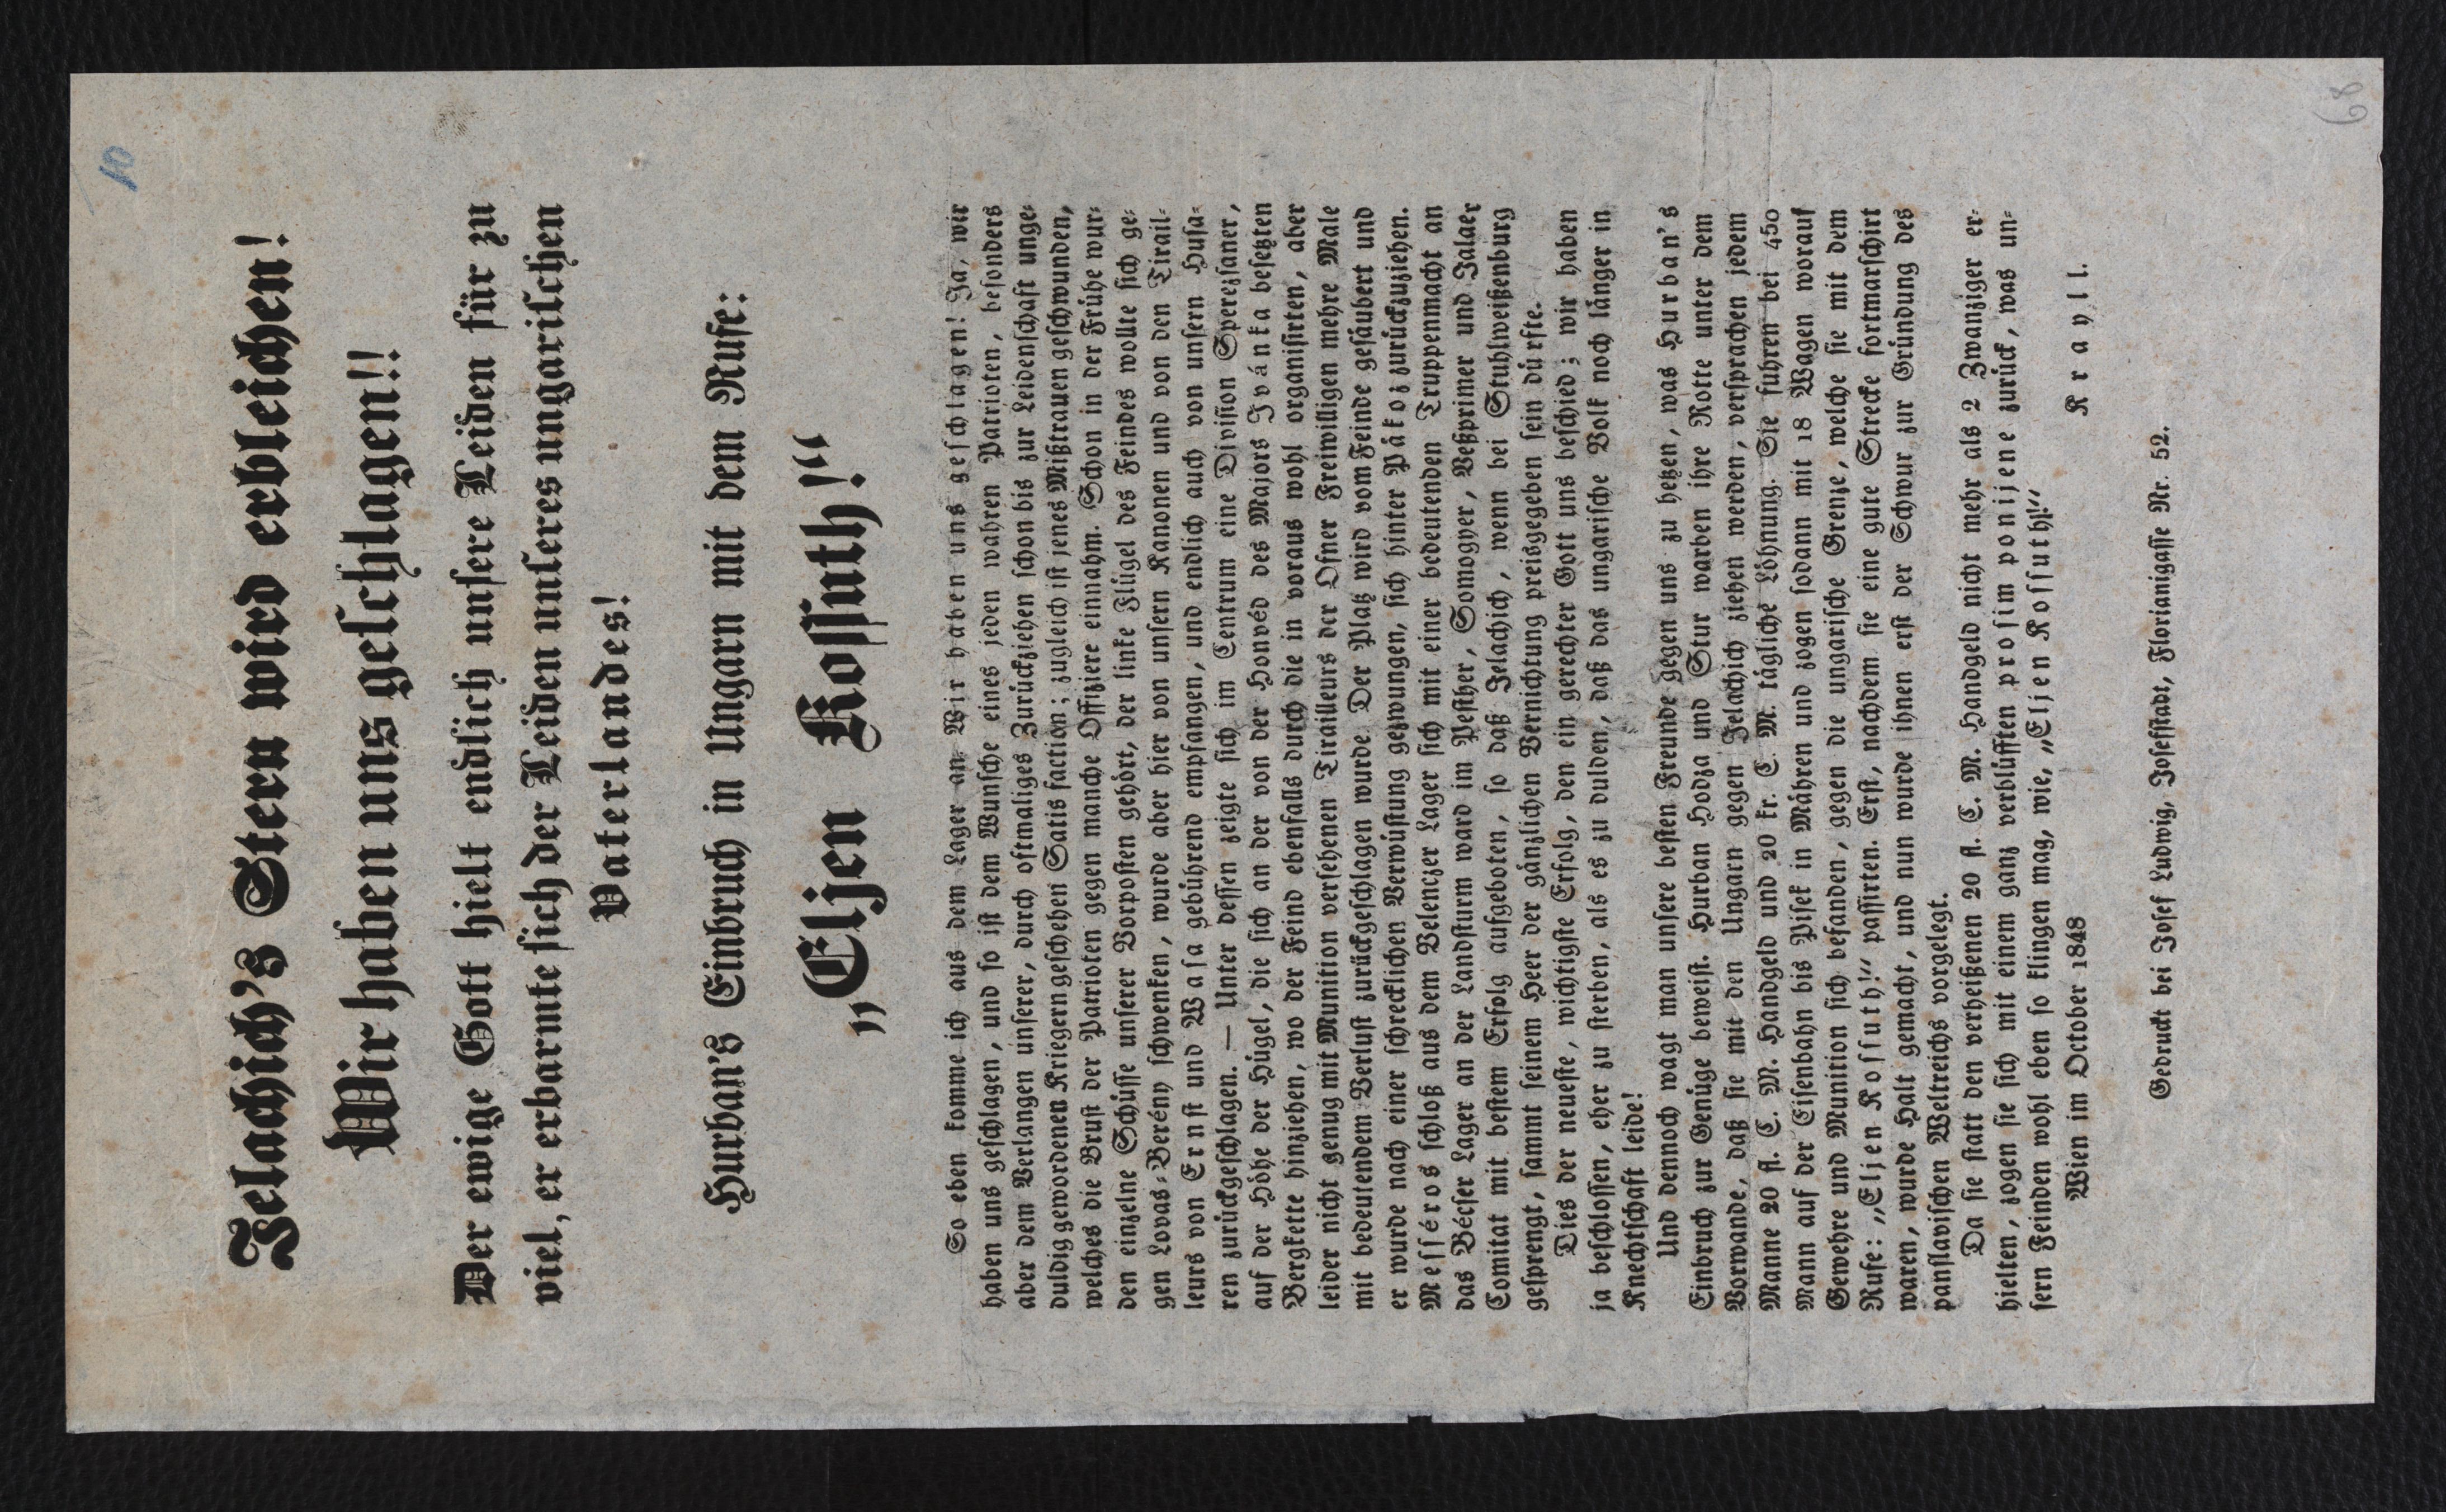 10
Jelachich's Stern wird erbleichen!
Wir haben uns geschlagen!!
Der ewige Gott hielt endlich unsere Leiden für zu
viel, er erbarmte sich der Leiden unseres ungarischen
Vaterlandes!
Hurban's Einbruch in Ungarn mit dem Rufe:
„Eljen Kossuth!“
So eben komme ich aus dem Lager an. Wir haben uns geschlagen! Ja, wir
haben uns geschlagen, und so ist dem Wunsche eines jeden wahren Patrioten, besonders
aber dem Verlangen unserer, durch oftmaliges Zurückziehen schon bis zur Leidenschaft unge-
duldig gewordenen Kriegern geschehen Satisfaction; zugleich ist jenes Mißtrauen geschwunden,
welches die Brust der Patrioten gegen manche Offiziere einnahm. Schon in der Frühe wur-
den einzelne Schüsse unserer Vorposten gehört, der linke Flügel des Feindes wollte sich ge-
gen Lovas-Berény schwenken, wurde aber hier von unsern Kanonen und von den Tirail-
leurs von Ernst und Wasa gebührend empfangen, und endlich auch von unsern Husa-
ren zurückgeschlagen. — Unter dessen zeigte sich im Centrum eine Division Sperezsaner,
auf der Höhe der Hügel, die sich an der von der Honvéd des Majors Ivánka besetzten
Bergkette hinziehen, wo der Feind ebenfalls durch die in voraus wohl organisirten, aber
leider nicht genug mit Munition versehenen Tirailleurs der Ofner Freiwilligen mehre Male
mit bedeutendem Verlust zurückgeschlagen wurde. Der Platz wird vom Feinde gesäubert und
er wurde nach einer schrecklichen Verwüstung gezwungen, sich hinter Pákoz zurückzuziehen.
Messéros schloß aus dem Velenczer Lager sich mit einer bedeutenden Truppenmacht an
das Bécser Lager an der Landsturm ward im Pesther, Somogyer, Veßprimer und Zalaer
Comitat mit bestem Erfolg aufgeboten, so daß Jelachich, wenn bei Stuhlweißenburg
gesprengt, sammt seinem Heer der gänzlichen Vernichtung preisgegeben sein dürfte.
Dies der neueste, wichtigste Erfolg, den ein gerechter Gott uns beschied; wir haben
ja beschlossen, eher zu sterben, als es zu dulden, daß das ungarische Volk noch länger in
Knechtschaft leide!
Und dennoch wagt man unsere besten Freunde gegen uns zu hetzen, was Hurban's
Einbruch zur Genüge beweist. Hurban Hodza und Stur warben ihre Rotte unter dem
Vorwande, daß sie mit den Ungarn gegen Jelachich ziehen werden, versprachen jedem
Manne 20 fl. C. M. Handgeld und 20 kr. C. M. tägliche Löhnung. Sie fuhren bei 450
Mann auf der Eisenbahn bis Pisek in Mähren und zogen sodann mit 18 Wagen worauf
Gewehre und Munition sich befanden, gegen die ungarische Grenze, welche sie mit dem
Rufe: „Eljen Kossuth!“ passirten. Erst, nachdem sie eine gute Strecke fortmarschirt
waren, wurde Halt gemacht, und nun wurde ihnen erst der Schwur zur Gründung des
panslavischen Weltreichs vorgelegt.
Da sie statt den verheißenen 20 fl. C. M. Handgeld nicht mehr als 2 Zwanziger er-
hielten, zogen sie sich mit einem ganz verblüfften prosim ponijene zurück, was un-
sern Feinden wohl eben so klingen mag, wie, „Eljen Kossuth!“
Wien im October 1848
Krayll.
Gedruckt bei Josef Ludwig, Josefstadt, Florianigasse Nr. 52.
68